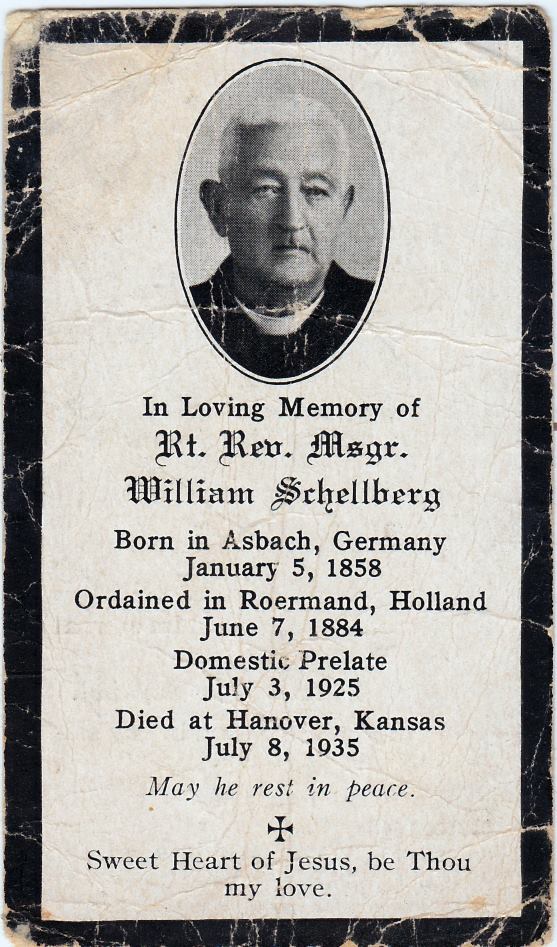 In Loving Memory of
Rt. Rev. Msgr.
William Schellberg
Born in Asbach, Germany
January 5, 1858
Ordained in Roermand, Holland
June 7, 1884
Domestic Prelate
July 3, 1925
Died at Hanover, Kansas
July 8, 1935
May he rest in peace.
Sweet Heart of Jesus, be Thou
my love.